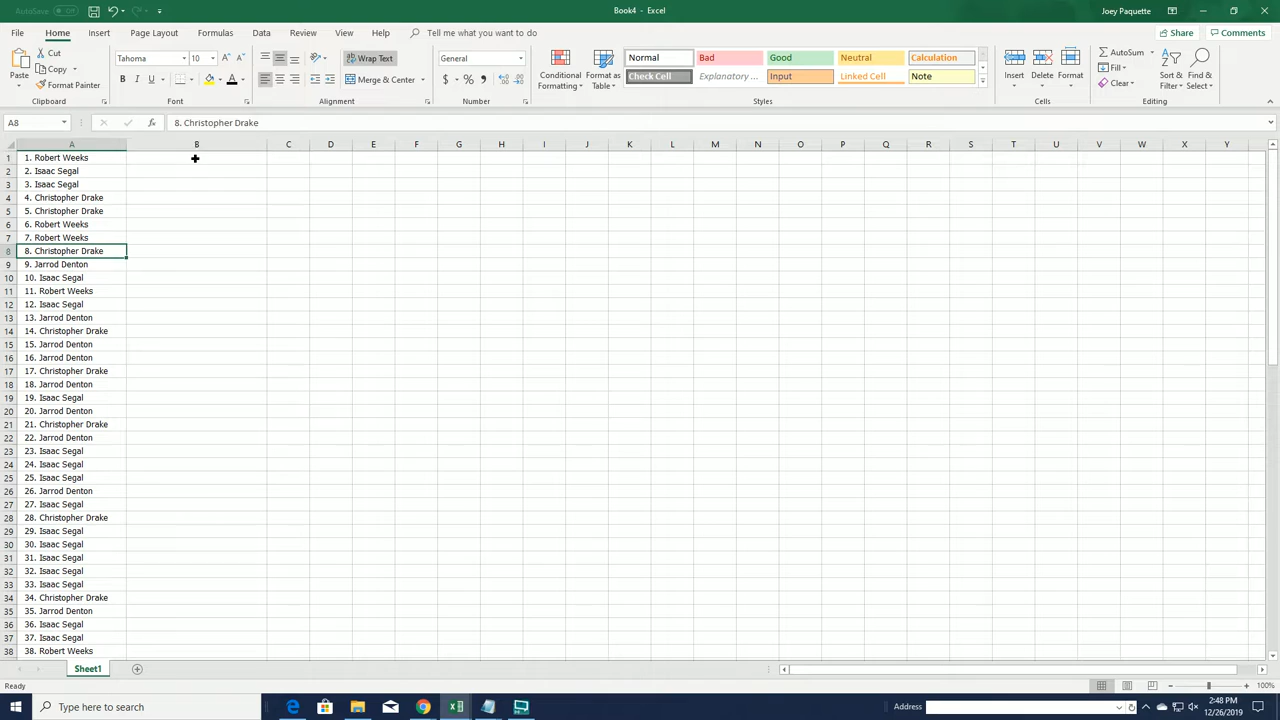 AutoSave Off Book4 - Excel Joey Paquette
File Home Insert Page Layout Formulas Data Review View Help Tell me what you want to do Share Comments
Paste Cut Copy Format Painter Clipboard
Tahoma 10 B I U A A A Font
Wrap Text Merge & Center Alignment
General $ % , Number
Conditional Formatting Format as Table
Normal Bad Good Neutral Calculation
Check Cell Explanatory ... Input Linked Cell Note
Styles
Insert Delete Format Cells
AutoSum Fill Clear Sort & Filter Find & Select Editing
A8 fx 8. Christopher Drake
A B C D E F G H I J K L M N O P Q R S T U V W X Y
1 1. Robert Weeks
2 2. Isaac Segal
3 3. Isaac Segal
4 4. Christopher Drake
5 5. Christopher Drake
6 6. Robert Weeks
7 7. Robert Weeks
8 8. Christopher Drake
9 9. Jarrod Denton
10 10. Isaac Segal
11 11. Robert Weeks
12 12. Isaac Segal
13 13. Jarrod Denton
14 14. Christopher Drake
15 15. Jarrod Denton
16 16. Jarrod Denton
17 17. Christopher Drake
18 18. Jarrod Denton
19 19. Isaac Segal
20 20. Jarrod Denton
21 21. Christopher Drake
22 22. Jarrod Denton
23 23. Isaac Segal
24 24. Isaac Segal
25 25. Isaac Segal
26 26. Jarrod Denton
27 27. Isaac Segal
28 28. Christopher Drake
29 29. Isaac Segal
30 30. Isaac Segal
31 31. Isaac Segal
32 32. Isaac Segal
33 33. Isaac Segal
34 34. Christopher Drake
35 35. Jarrod Denton
36 36. Isaac Segal
37 37. Isaac Segal
38 38. Robert Weeks
Sheet1
Ready 100%
Type here to search Address 2:48 PM
12/26/2019